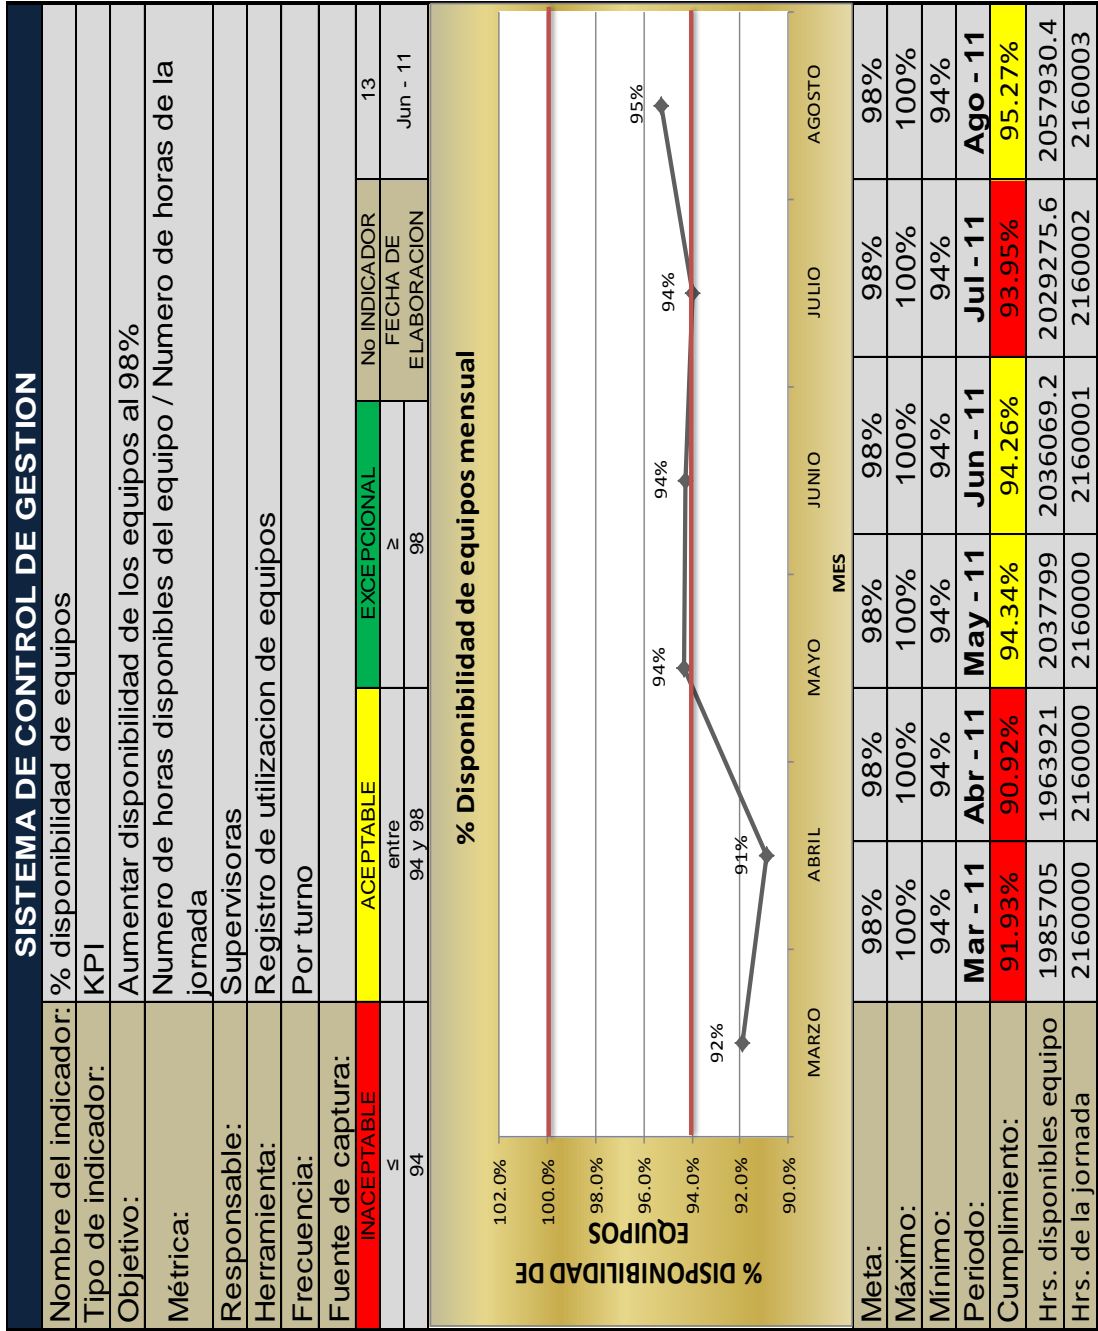 SISTEMA DE CONTROL DE GESTION
Nombre del indicador: % disponibilidad de equipos
Tipo de indicador: KPI
Objetivo: Aumentar disponibilidad de los equipos al 98%
Métrica: Numero de horas disponibles del equipo / Numero de horas de la
jornada
Responsable: Supervisoras
Herramienta: Registro de utilizacion de equipos
Frecuencia: Por turno
Fuente de captura:
INACEPTABLE ACEPTABLE EXCEPCIONAL No INDICADOR 13
≤ entre ≥ FECHA DE ELABORACION Jun - 11
94 94 y 98 98
% Disponibilidad de equipos mensual
% DISPONIBILIDAD DE
EQUIPOS
102.0%
100.0%
98.0%
96.0%
94.0%
92.0%
90.0%
92% 91% 94% 94% 94% 95%
MARZO ABRIL MAYO JUNIO JULIO AGOSTO
MES
Meta: 98% 98% 98% 98% 98% 98%
Máximo: 100% 100% 100% 100% 100% 100%
Mínimo: 94% 94% 94% 94% 94% 94%
Periodo: Mar - 11 Abr - 11 May - 11 Jun - 11 Jul - 11 Ago - 11
Cumplimiento: 91.93% 90.92% 94.34% 94.26% 93.95% 95.27%
Hrs. disponibles equipo 1985705 1963921 2037799 2036069.2 2029275.6 2057930.4
Hrs. de la jornada 2160000 2160000 2160000 2160001 2160002 2160003